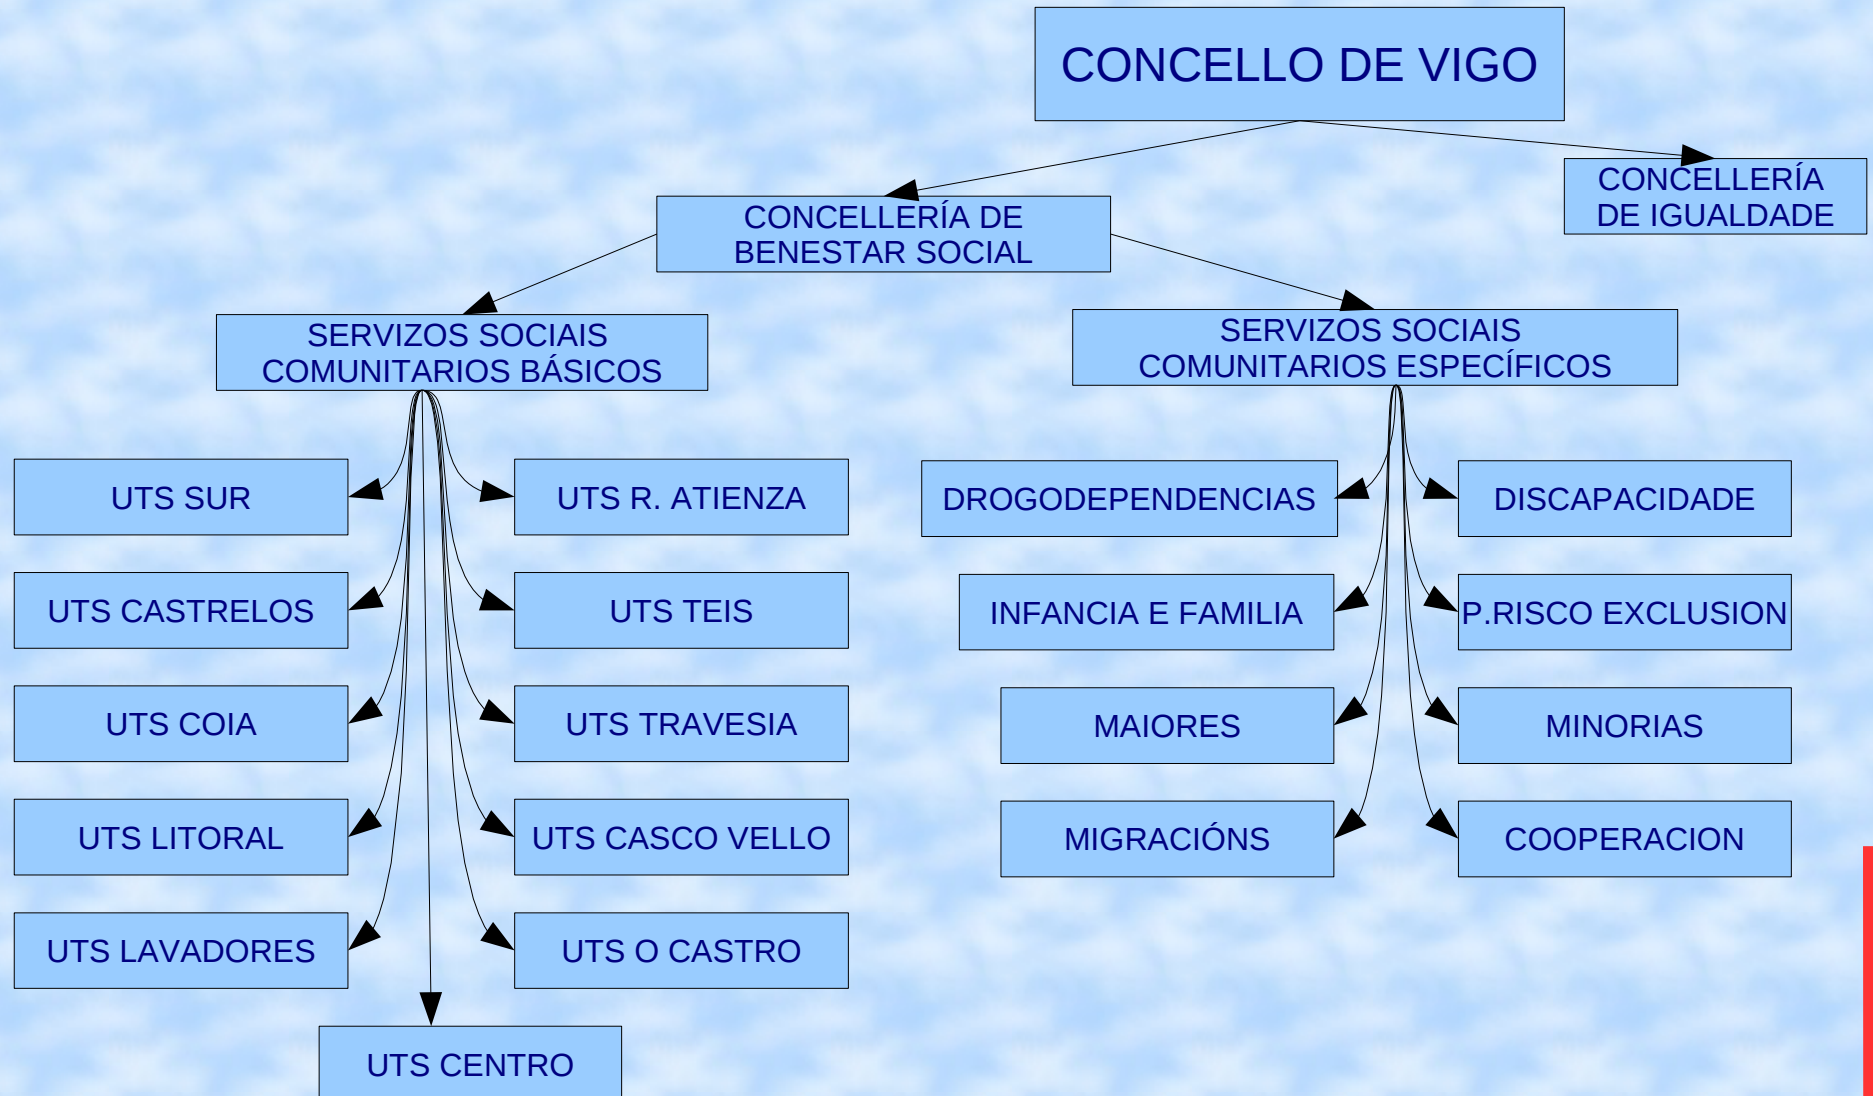 CONCELLO DE VIGO
CONCELLERÍA
DE IGUALDADE
CONCELLERÍA DE
BENESTAR SOCIAL
SERVIZOS SOCIAIS
COMUNITARIOS BÁSICOS
SERVIZOS SOCIAIS
COMUNITARIOS ESPECÍFICOS
UTS SUR
UTS R. ATIENZA
UTS CASTRELOS
UTS TEIS
UTS COIA
UTS TRAVESIA
UTS LITORAL
UTS CASCO VELLO
UTS LAVADORES
UTS O CASTRO
UTS CENTRO
DROGODEPENDENCIAS
DISCAPACIDADE
INFANCIA E FAMILIA
P.RISCO EXCLUSION
MAIORES
MINORIAS
MIGRACIÓNS
COOPERACION